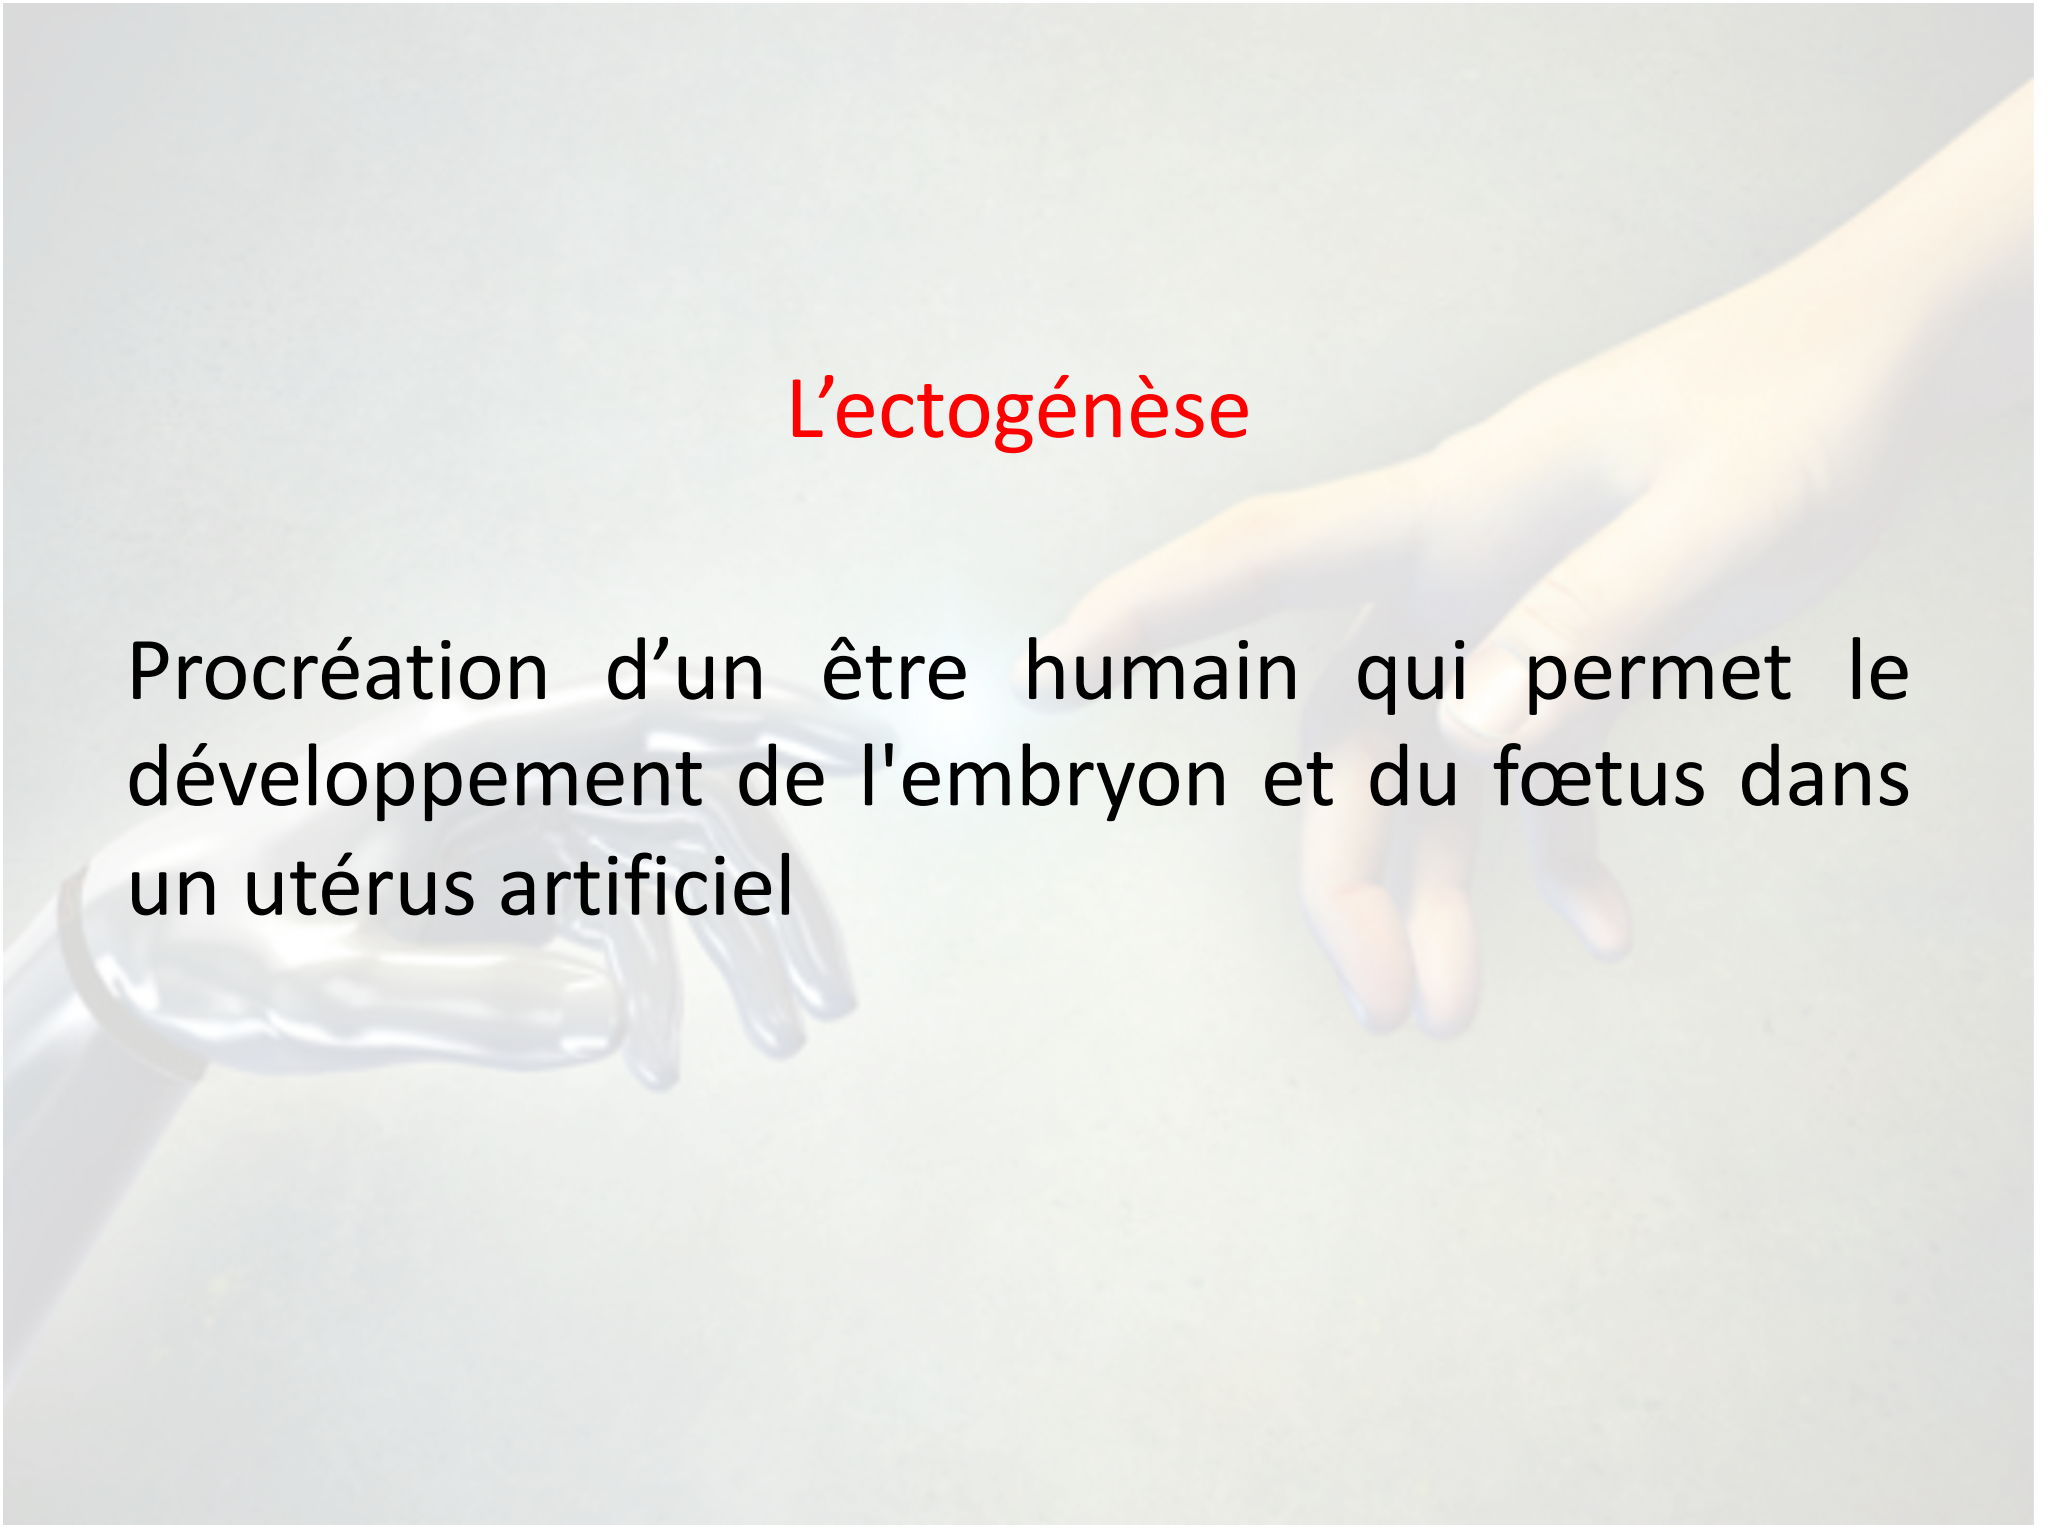 L’ectogénèse
Procréation d’un être humain qui permet le
développement de l'embryon et du fœtus dans
un utérus artificiel